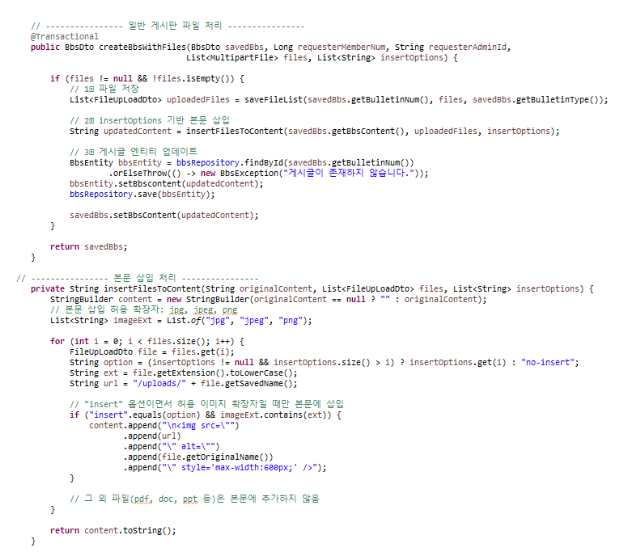 // ---------------- 일반 게시판 파일 처리 ----------------
@Transactional
public BbsDto createBbsWithFiles(BbsDto savedBbs, Long requesterMemberNum, String requesterAdminId,
List<MultipartFile> files, List<String> insertOptions) {
if (files != null && !files.isEmpty()) {
// 1⃣ 파일 저장
List<FileUpLoadDto> uploadedFiles = saveFileList(savedBbs.getBulletinNum(), files, savedBbs.getBulletinType());
// 2⃣ insertOptions 기반 본문 삽입
String updatedContent = insertFilesToContent(savedBbs.getBbsContent(), uploadedFiles, insertOptions);
// 3⃣ 게시글 엔티티 업데이트
BbsEntity bbsEntity = bbsRepository.findById(savedBbs.getBulletinNum())
.orElseThrow(() -> new BbsException("게시글이 존재하지 않습니다."));
bbsEntity.setBbscontent(updatedContent);
bbsRepository.save(bbsEntity);
savedBbs.setBbsContent(updatedContent);
}
return savedBbs;
}
// ---------------- 본문 삽입 처리 ----------------
private String insertFilesToContent(String originalContent, List<FileUpLoadDto> files, List<String> insertOptions) {
StringBuilder content = new StringBuilder(originalContent == null ? "" : originalContent);
// 본문 삽입 허용 확장자: jpg, jpeg, png
List<String> imageExt = List.of("jpg", "jpeg", "png");
for (int i = 0; i < files.size(); i++) {
FileUpLoadDto file = files.get(i);
String option = (insertOptions != null && insertOptions.size() > i) ? insertOptions.get(i) : "no-insert";
String ext = file.getExtension().toLowerCase();
String url = "/uploads/" + file.getSavedName();
// "insert" 옵션이면서 허용 이미지 확장자일 때만 본문에 삽입
if ("insert".equals(option) && imageExt.contains(ext)) {
content.append("\n<img src=\"")
.append(url)
.append("\" alt=\"")
.append(file.getOriginalName())
.append("\" style='max-width:600px;' />");
}
// 그 외 파일(pdf, doc, ppt 등)은 본문에 추가하지 않음
}
return content.toString();
}